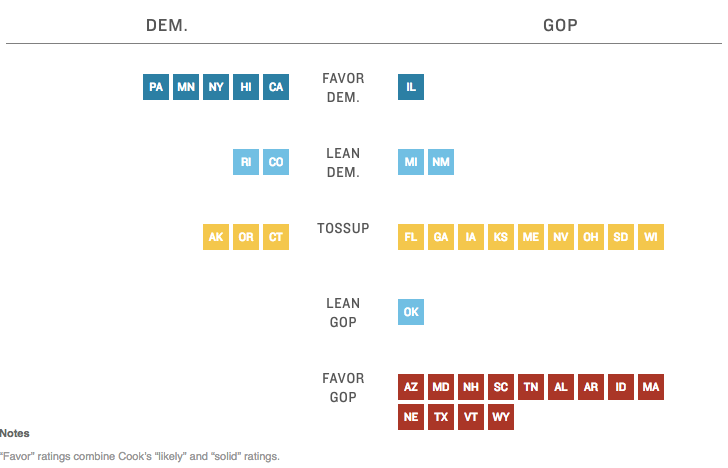 DEM. GOP
PA MN NY HI CA FAVOR DEM. IL
RI CO LEAN DEM. MI NM
AK OR CT TOSSUP FL GA IA KS ME NV OH SD WI
LEAN GOP OK
FAVOR GOP AZ MD NH SC TN AL AR ID MA
NE TX VT WY
Notes
"Favor" ratings combine Cook's "likely" and "solid" ratings.